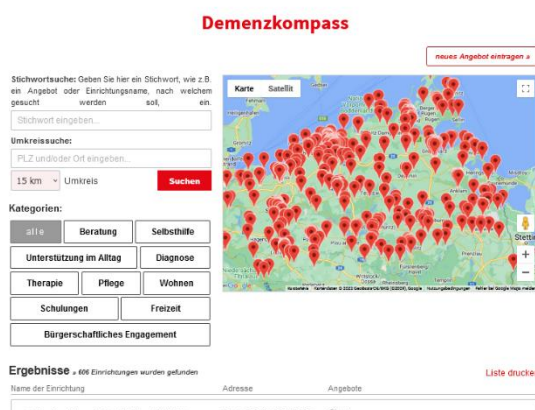 Demenzkompass
neues Angebot eintragen »
Stichwortsuche: Geben Sie hier ein Stichwort, wie z.B.
ein Angebot oder Einrichtungsname, nach welchem
gesucht werden soll, ein.
Stichwort eingeben...
Umkreissuche:
PLZ und/oder Ort eingeben...
15 km Umkreis Suchen
Kategorien:
alle Beratung Selbsthilfe
Unterstützung im Alltag Diagnose
Therapie Pflege Wohnen
Schulungen Freizeit
Bürgerschaftliches Engagement
Karte Satellit
Stettin
Prenzlau
Ergebnisse » 606 Einrichtungen wurden gefunden
Liste drucken
Name der Einrichtung Adresse Angebote